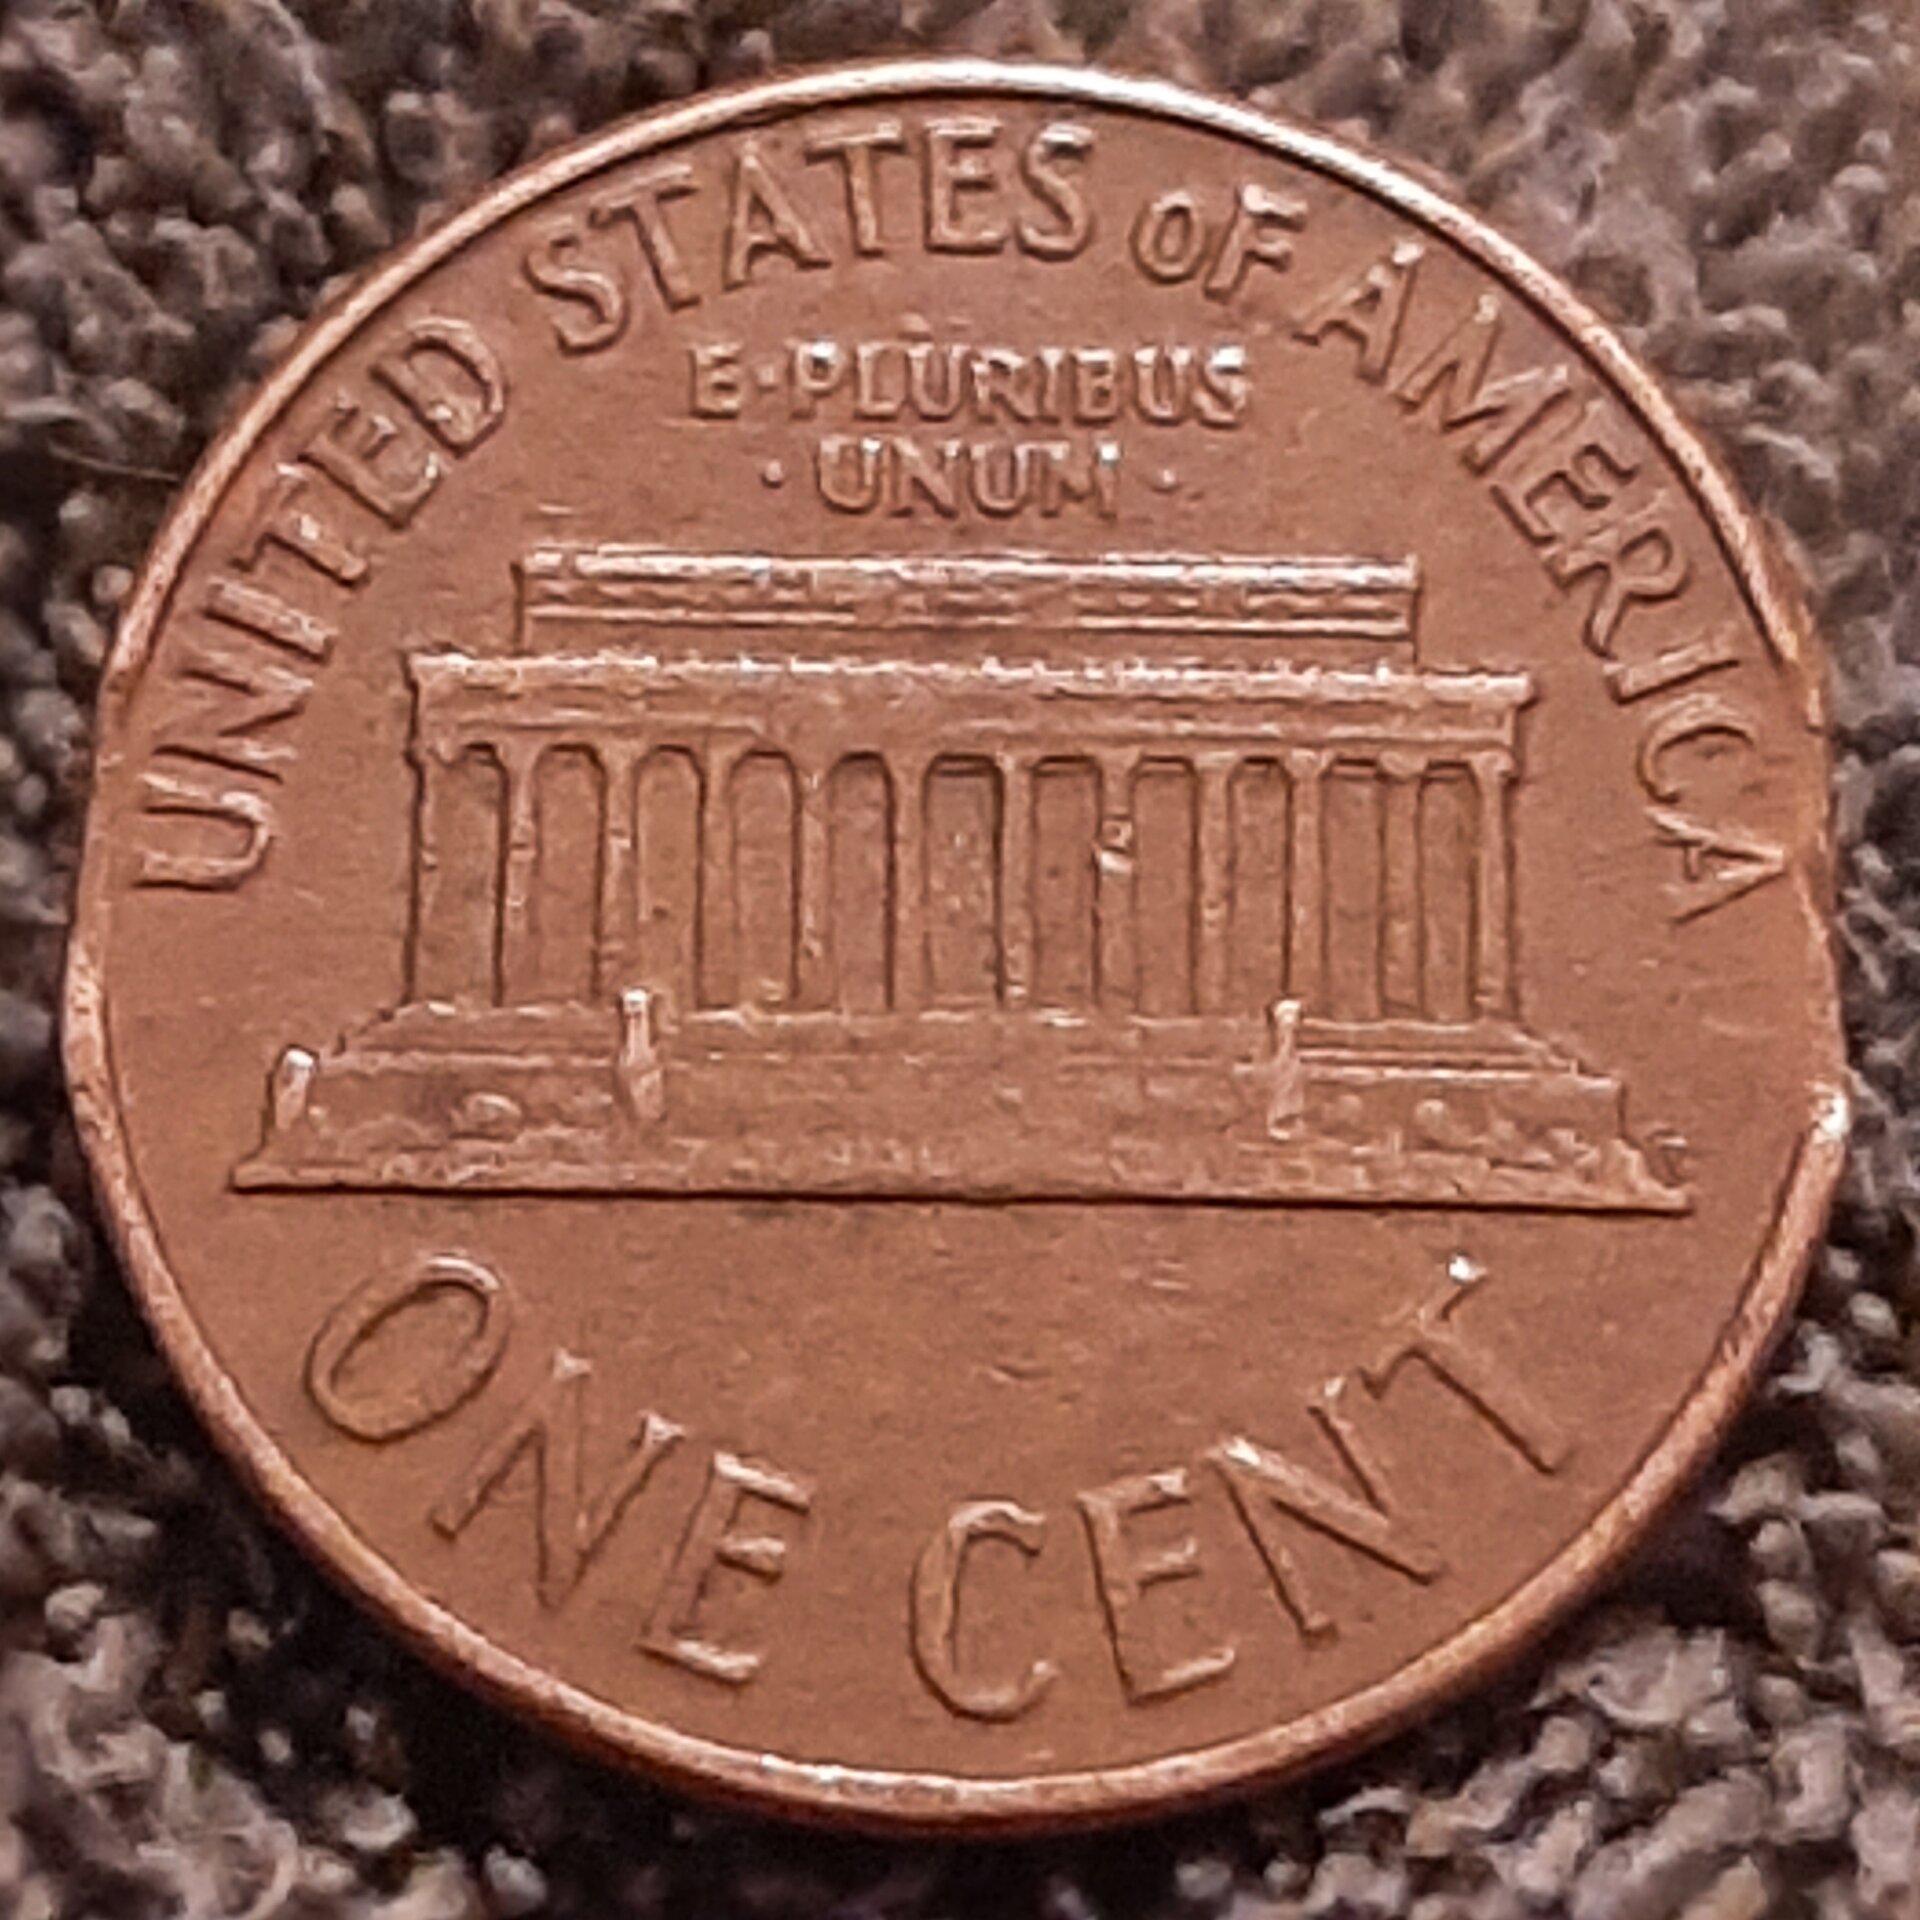 UNITED STATES OF AMERICA
E·PLURIBUS
·UNUM·
ONE CENT